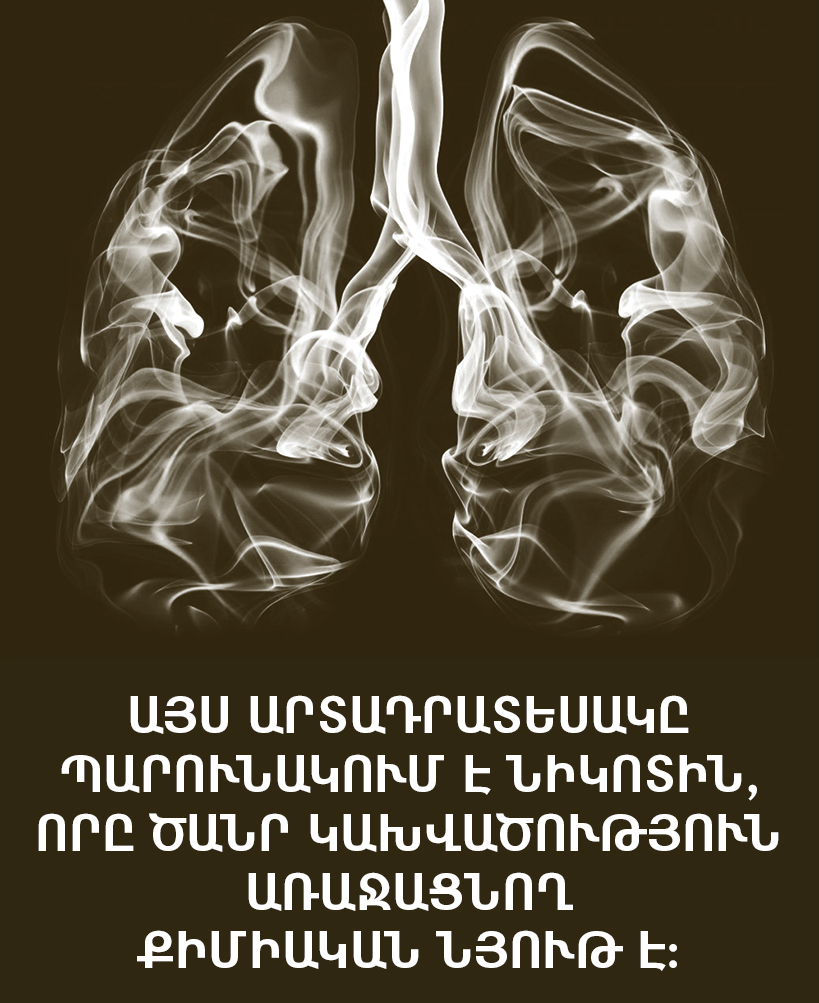 ԱՅՍ ԱՐՏԱԴՐԱՏԵՍԱԿԸ
ՊԱՐՈՒՆԱԿՈՒՄ Է ՆԻԿՈՏԻՆ,
ՈՐԸ ԾԱՆՐ ԿԱԽՎԱԾՈՒԹՅՈՒՆ
ԱՌԱՋԱՑՆՈՂ
ՔԻՄԻԱԿԱՆ ՆՅՈՒԹ Է։